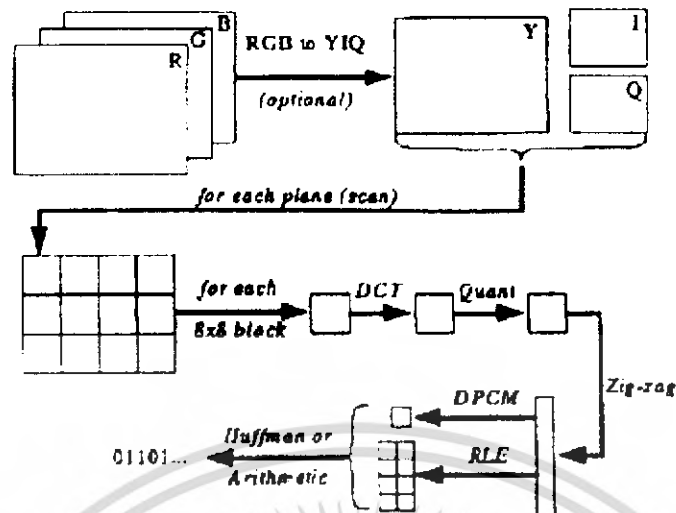 B
G
R
RGB to YIQ
(optional)
Y
I
Q
for each plane (scan)
for each
8x8 block
DCT
Quant
Zig-zag
DPCM
RLE
Huffman or
Arithmetic
01101...